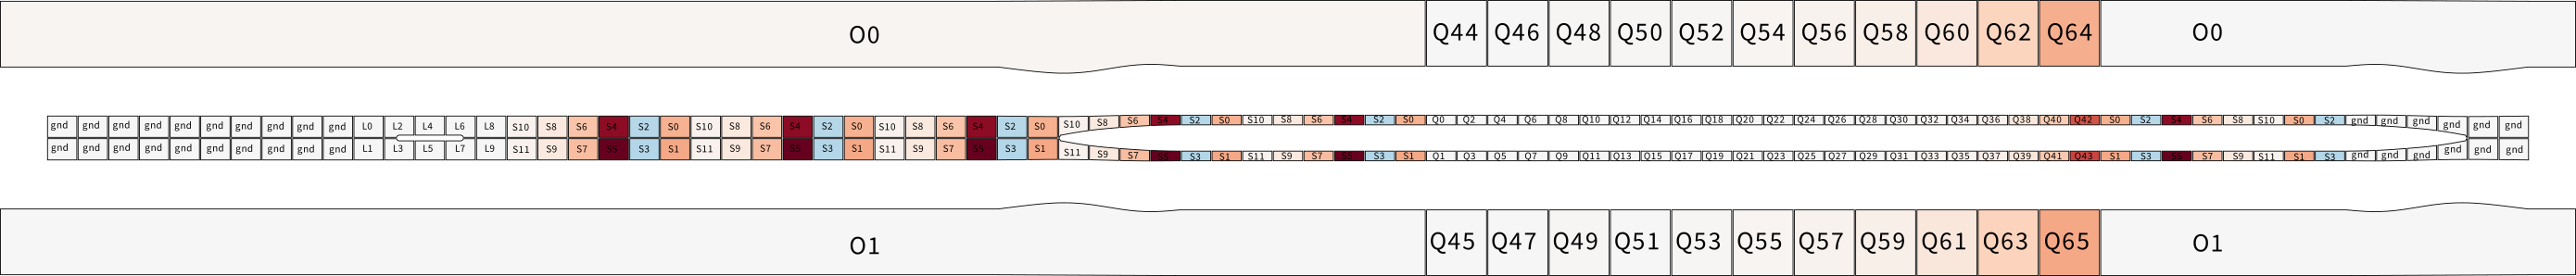 O0 Q44 Q46 Q48 Q50 Q52 Q54 Q56 Q58 Q60 Q62 Q64 O0
gnd gnd gnd gnd gnd gnd gnd gnd gnd gnd L0 L2 L4 L6 L8 S10 S8 S6 S4 S2 S0 S10 S8 S6 S4 S2 S0 S10 S8 S6 S4 S2 S0 S10 S8 S6 S4 S2 S0 S10 S8 S6 S4 S2 S0 Q0 Q2 Q4 Q6 Q8 Q10 Q12 Q14 Q16 Q18 Q20 Q22 Q24 Q26 Q28 Q30 Q32 Q34 Q36 Q38 Q40 Q42 S0 S2 S4 S6 S8 S10 S0 S2 gnd gnd gnd gnd gnd gnd
gnd gnd gnd gnd gnd gnd gnd gnd gnd gnd L1 L3 L5 L7 L9 S11 S9 S7 S5 S3 S1 S11 S9 S7 S5 S3 S1 S11 S9 S7 S5 S3 S1 S11 S9 S7 S5 S3 S1 S11 S9 S7 S5 S3 S1 Q1 Q3 Q5 Q7 Q9 Q11 Q13 Q15 Q17 Q19 Q21 Q23 Q25 Q27 Q29 Q31 Q33 Q35 Q37 Q39 Q41 Q43 S1 S3 S5 S7 S9 S11 S1 S3 gnd gnd gnd gnd gnd gnd
O1 Q45 Q47 Q49 Q51 Q53 Q55 Q57 Q59 Q61 Q63 Q65 O1